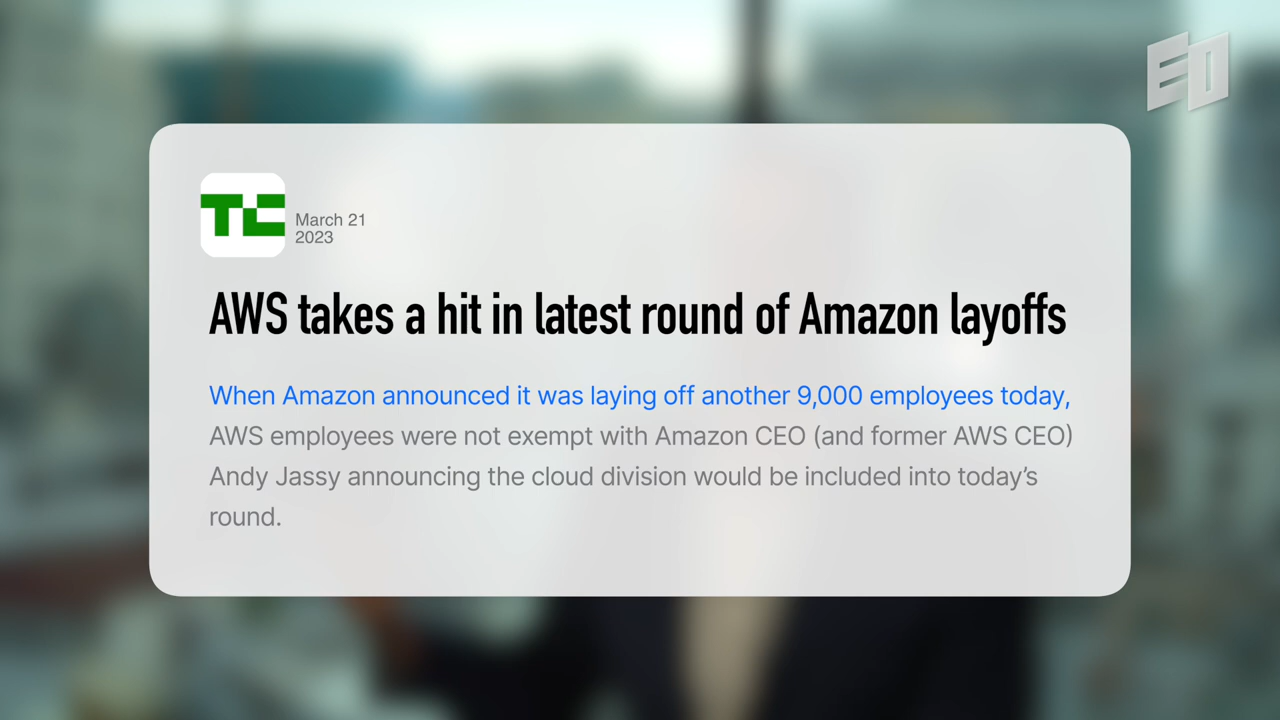 EO
TC
March 21
2023
AWS takes a hit in latest round of Amazon layoffs
When Amazon announced it was laying off another 9,000 employees today,
AWS employees were not exempt with Amazon CEO (and former AWS CEO)
Andy Jassy announcing the cloud division would be included into today’s
round.